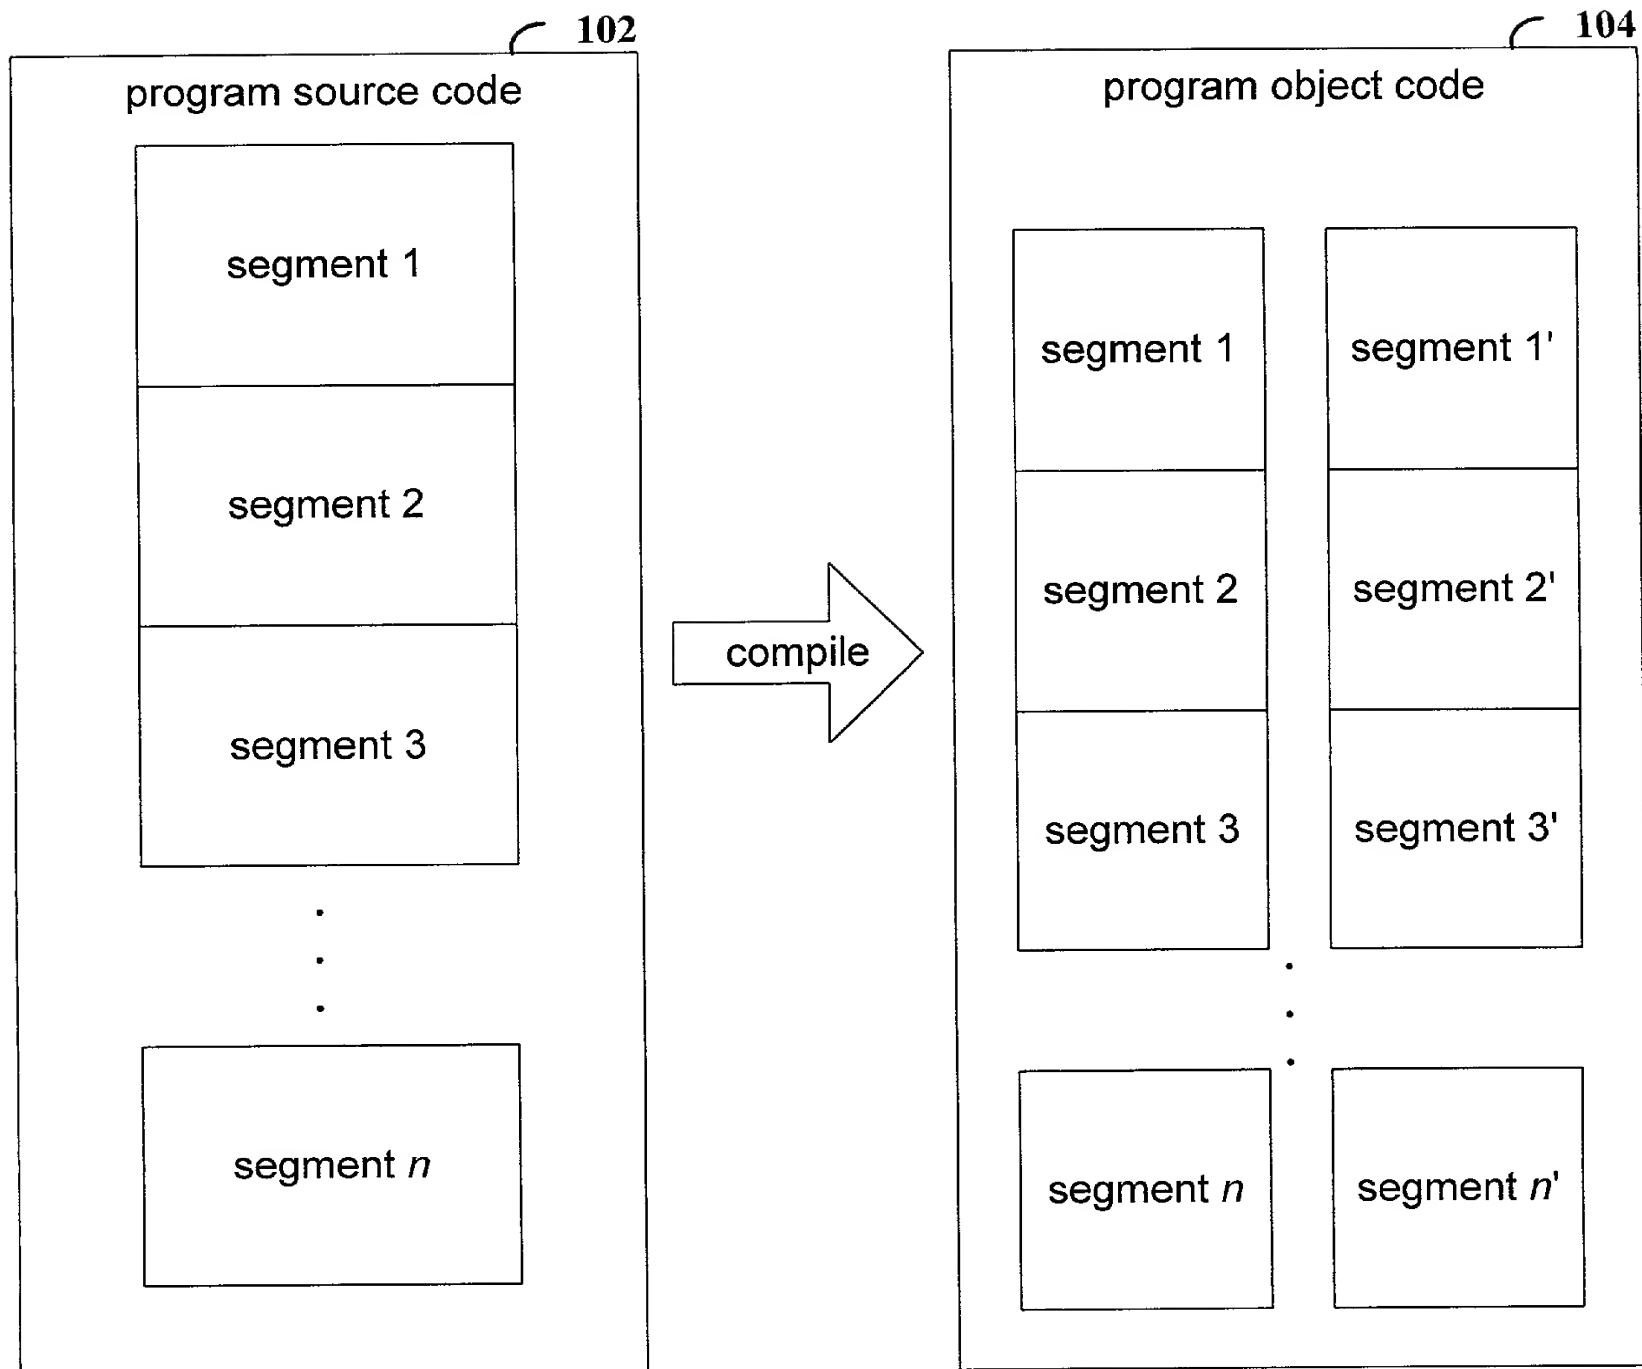 102
program source code
segment 1
segment 2
segment 3
segment n
compile
104
program object code
segment 1
segment 1'
segment 2
segment 2'
segment 3
segment 3'
segment n
segment n'